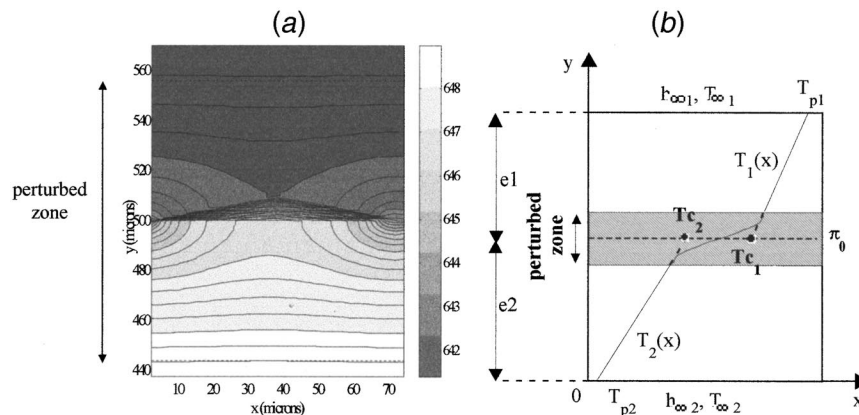 (a)
(b)
perturbed
zone
560
540
520
500
480
460
440
y (microns)
10 20 30 40 50 60 70
x (microns)
648
647
646
645
644
643
642
y
h∞1, T∞1
Tp1
e1
T1(x)
perturbed
zone
Tc2
Tc1
π0
e2
T2(x)
0
Tp2
h∞2, T∞2
x